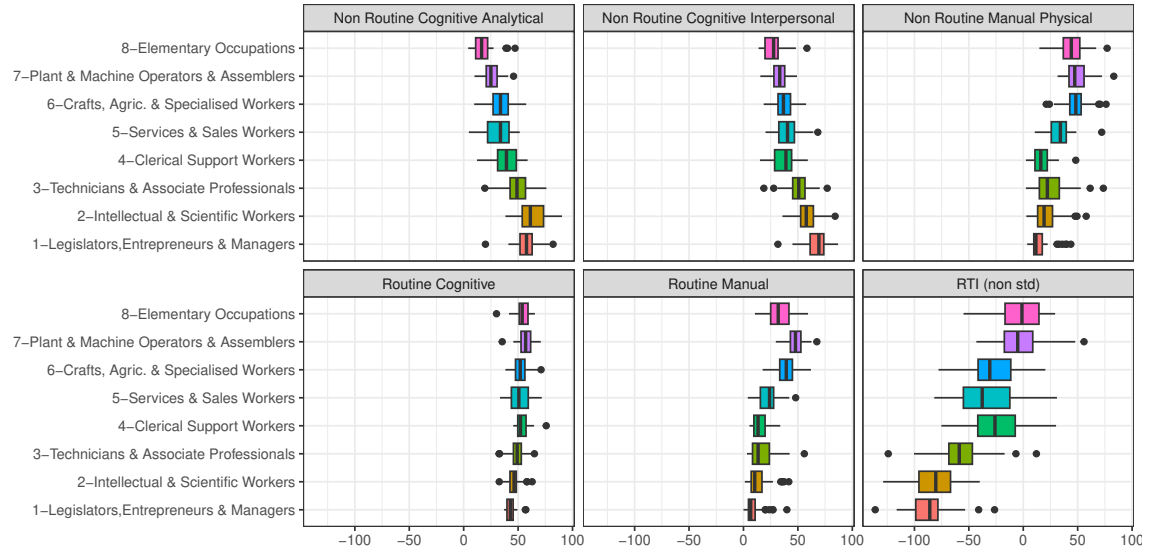 Non Routine Cognitive Analytical
Non Routine Cognitive Interpersonal
Non Routine Manual Physical
8−Elementary Occupations
7−Plant & Machine Operators & Assemblers
6−Crafts, Agric. & Specialised Workers
5−Services & Sales Workers
4−Clerical Support Workers
3−Technicians & Associate Professionals
2−Intellectual & Scientific Workers
1−Legislators,Entrepreneurs & Managers
Routine Cognitive
Routine Manual
RTI (non std)
8−Elementary Occupations
7−Plant & Machine Operators & Assemblers
6−Crafts, Agric. & Specialised Workers
5−Services & Sales Workers
4−Clerical Support Workers
3−Technicians & Associate Professionals
2−Intellectual & Scientific Workers
1−Legislators,Entrepreneurs & Managers
−100 −50 0 50 100 −100 −50 0 50 100 −100 −50 0 50 100